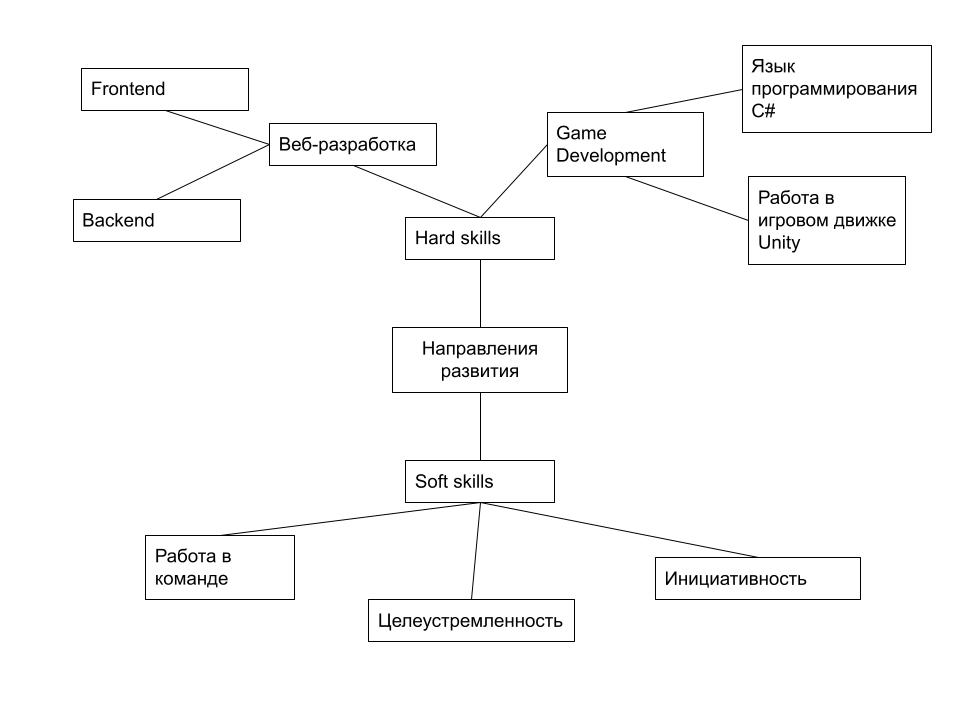 Язык
программирования
C#
Frontend
Веб-разработка
Game
Development
Работа в
игровом движке
Unity
Backend
Hard skills
Направления
развития
Soft skills
Работа в
команде
Инициативность
Целеустремленность